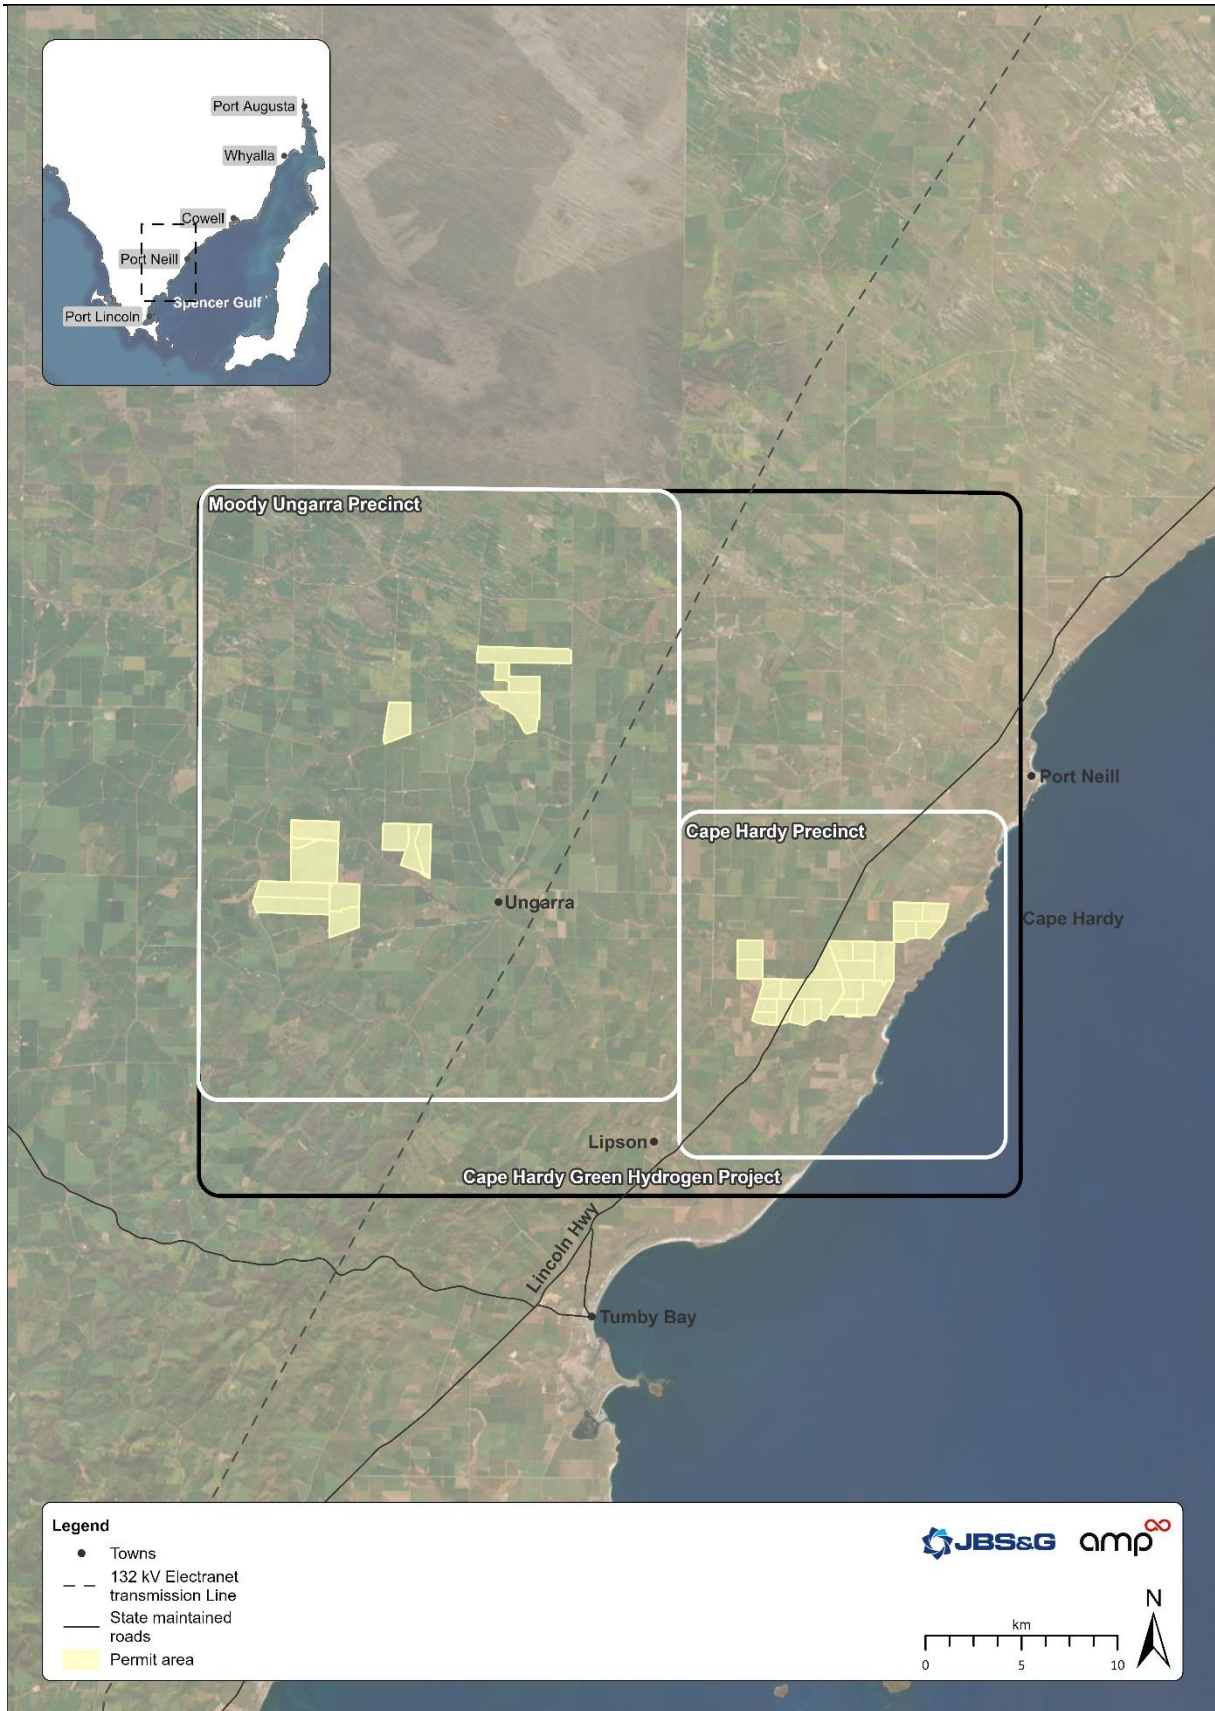 Port Augusta
Whyalla
Cowell
Port Neill
Spencer Gulf
Port Lincoln
Moody Ungarra Precinct
Port Neill
Cape Hardy Precinct
Ungarra
Cape Hardy
Lipson
Cape Hardy Green Hydrogen Project
Lincoln Hwy
Tumby Bay
Legend
Towns
132 kV Electranet
transmission Line
State maintained
roads
Permit area
JBS&G
amp
N
km
0 5 10